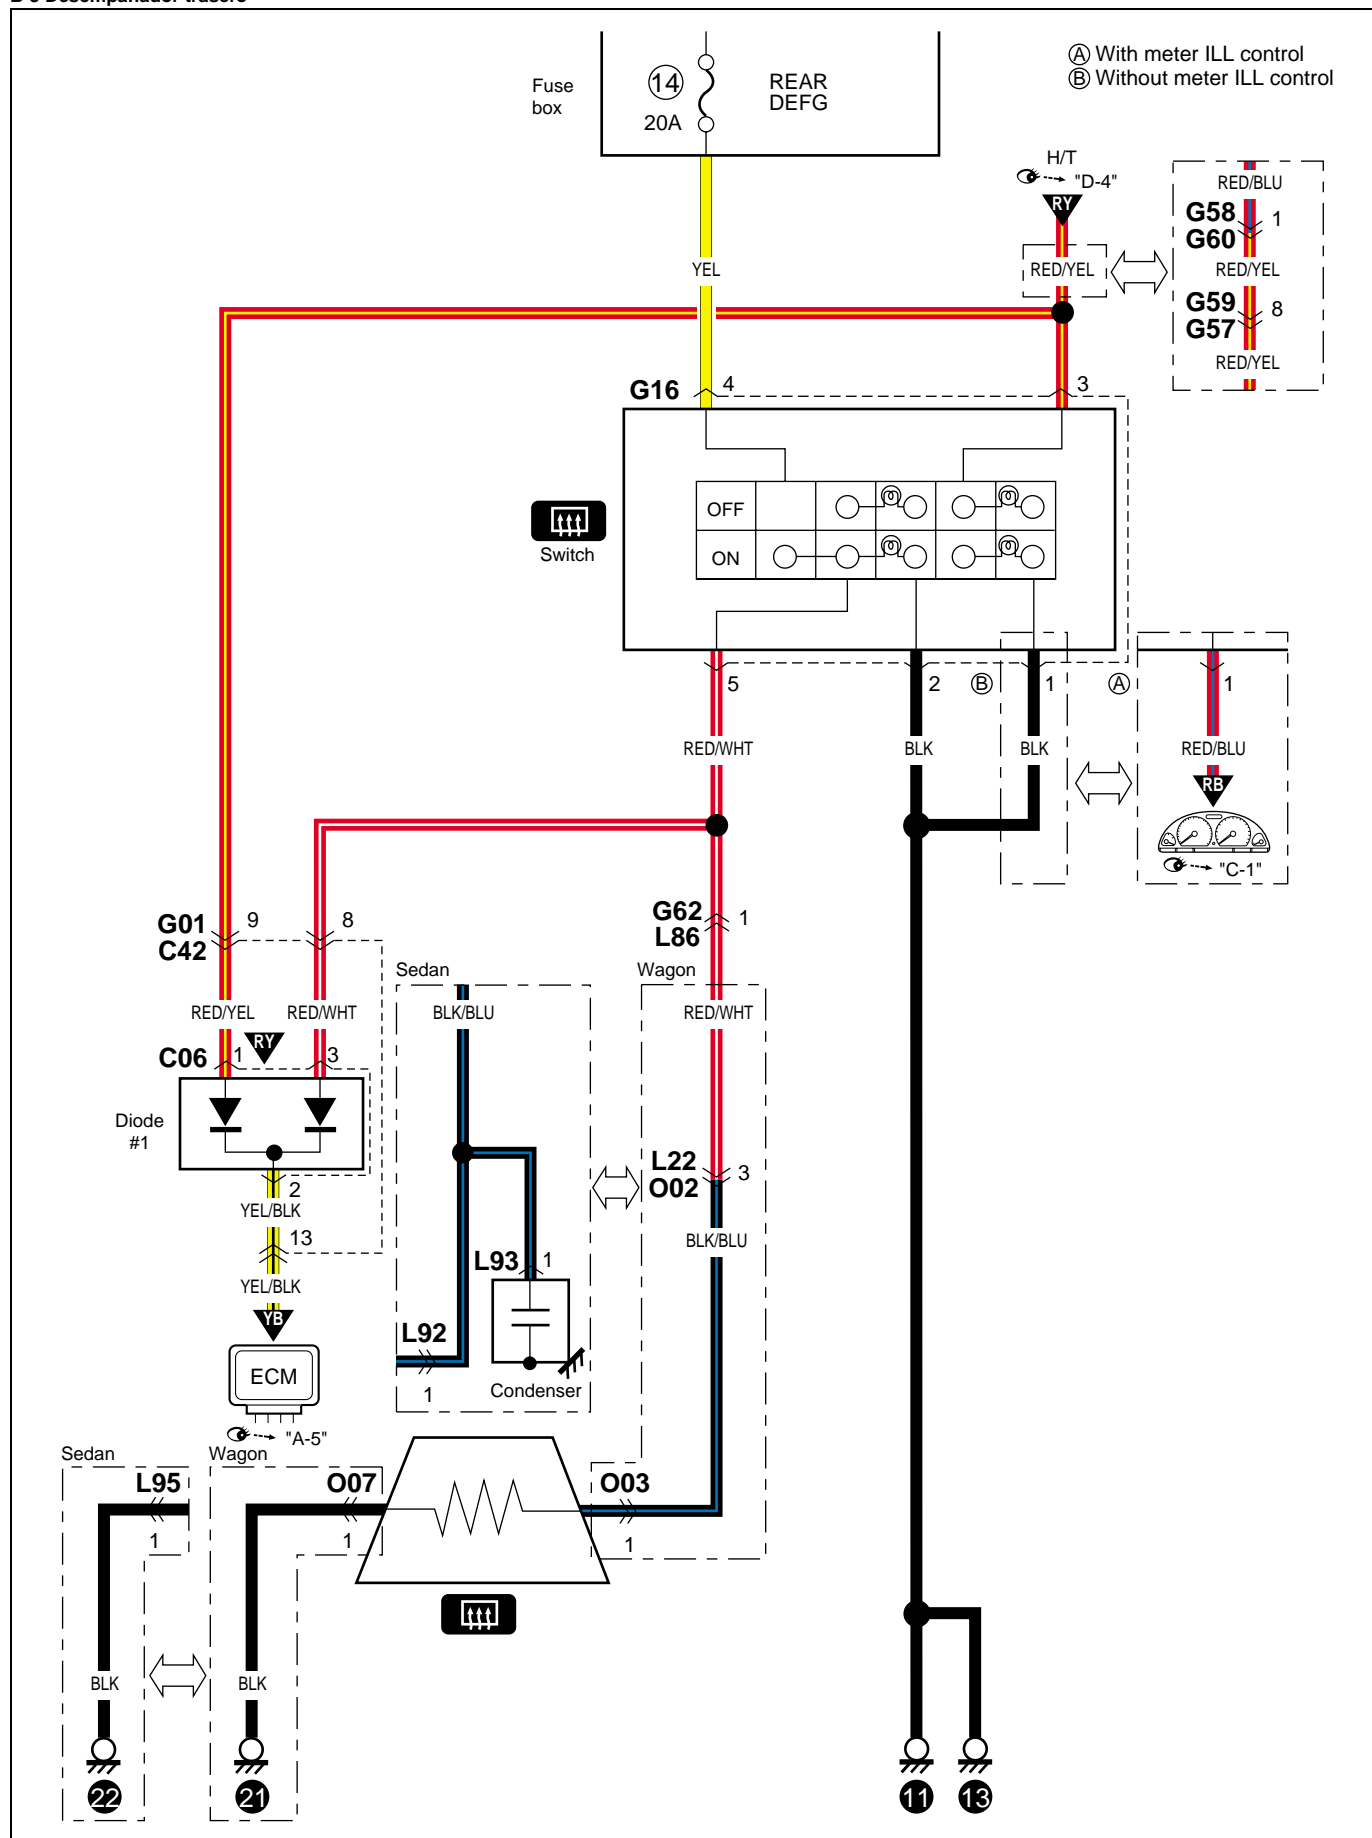 Ⓐ With meter ILL control
Ⓑ Without meter ILL control
Fuse
box
14
20A
REAR
DEFG
H/T
"D-4"
RY
RED/BLU
G58
1
G60
YEL
RED/YEL
RED/YEL
G59
8
G57
RED/YEL
G16
4
3
OFF
ON
Switch
5
2
Ⓑ
1
Ⓐ
1
RED/WHT
BLK
BLK
RED/BLU
RB
"C-1"
G01
9
8
C42
G62
1
L86
Sedan
Wagon
RED/YEL
RED/WHT
BLK/BLU
RED/WHT
RY
C06
1
3
Diode
#1
2
YEL/BLK
13
YEL/BLK
YB
ECM
"A-5"
L22
3
O02
BLK/BLU
L93
1
L92
1
Condenser
Sedan
Wagon
L95
1
O07
1
O03
1
BLK
BLK
22
21
11
13